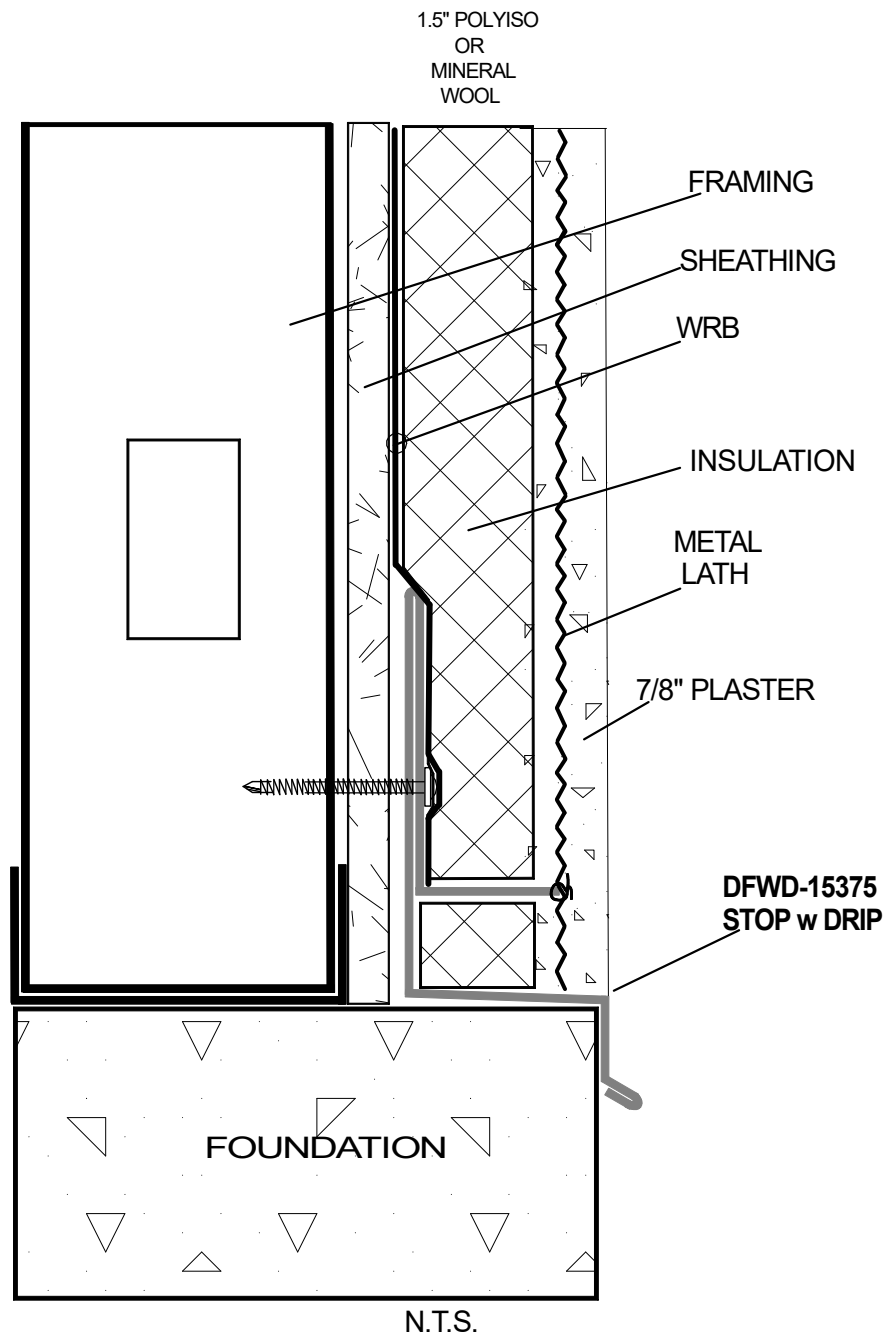 1.5" POLYISO
OR
MINERAL
WOOL
FRAMING
SHEATHING
WRB
INSULATION
METAL
LATH
7/8" PLASTER
DFWD-15375
STOP w DRIP
FOUNDATION
N.T.S.